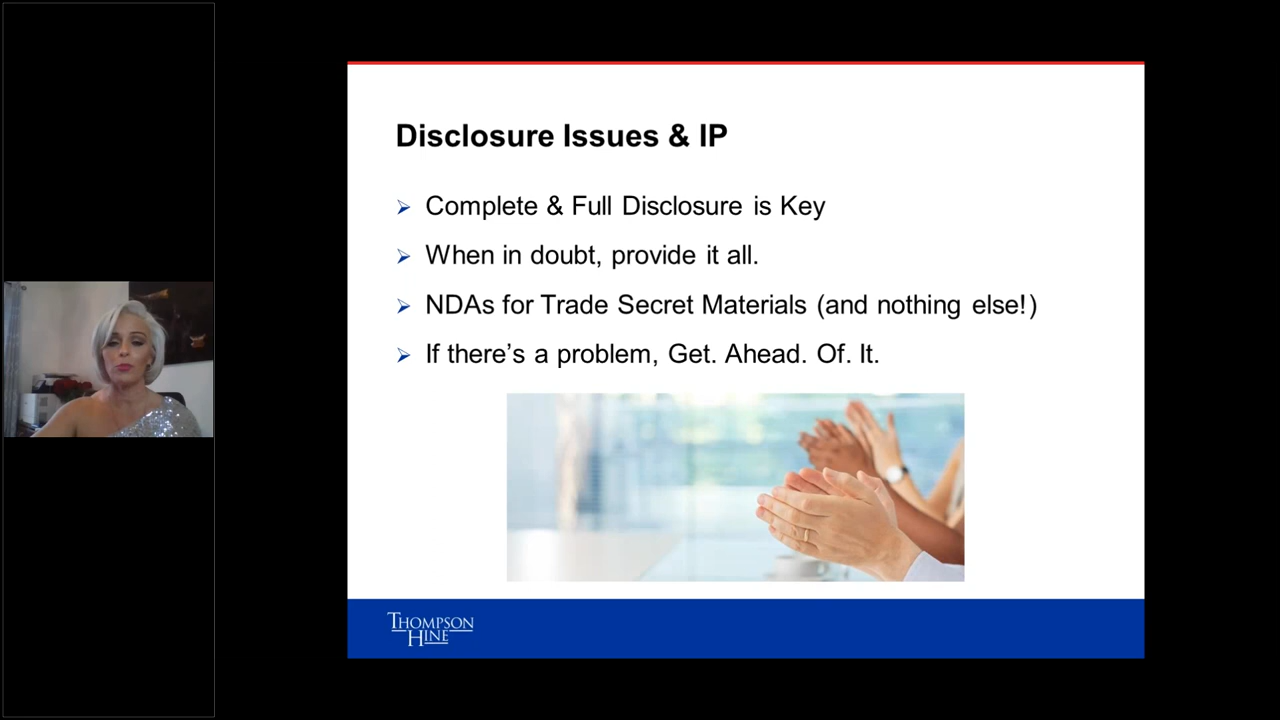 Disclosure Issues & IP
Complete & Full Disclosure is Key
When in doubt, provide it all.
NDAs for Trade Secret Materials (and nothing else!)
If there’s a problem, Get. Ahead. Of. It.
THOMPSON
HINE